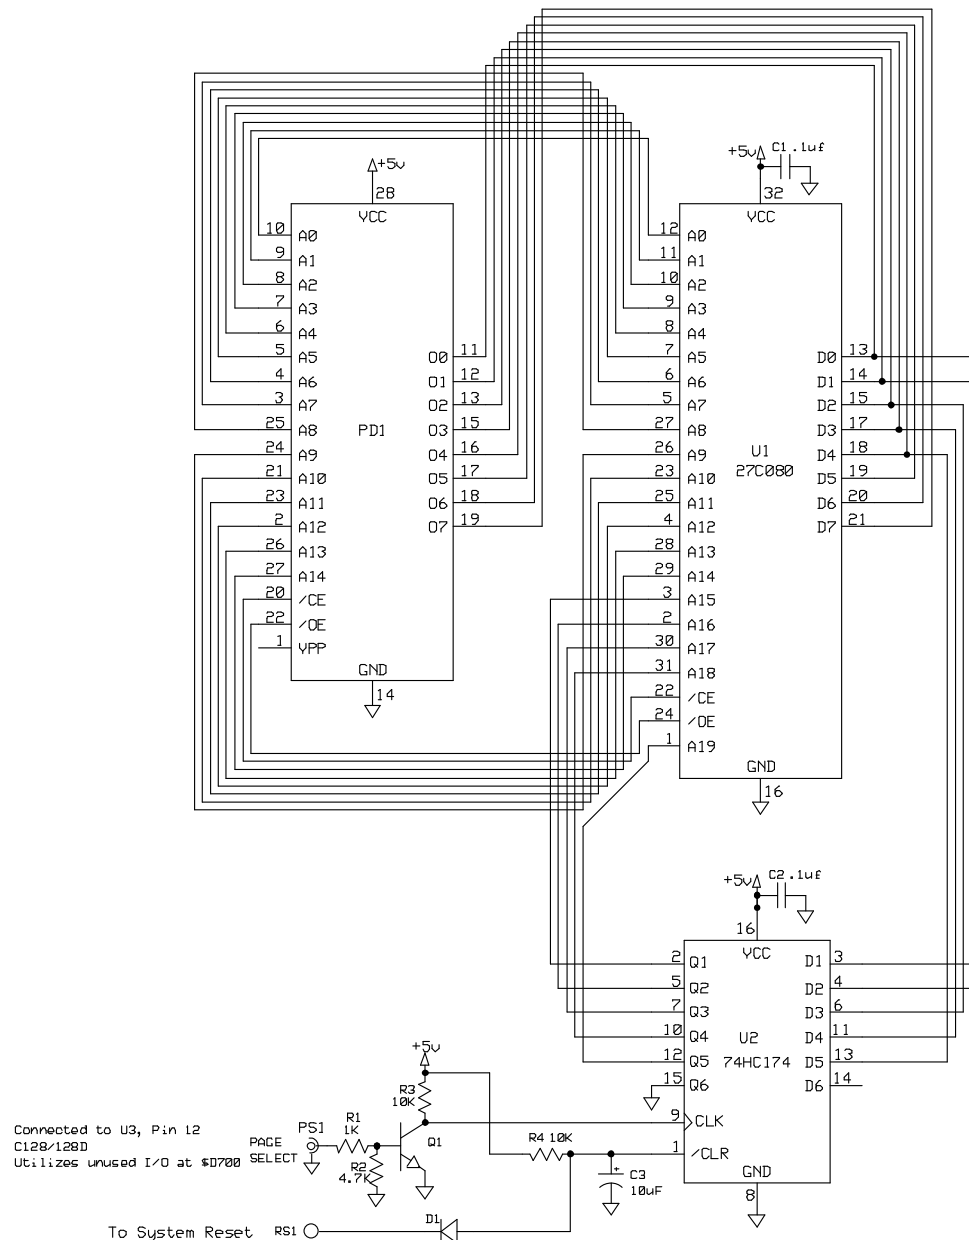 C1 .1uf
+5v
+5v
28
32
VCC
VCC
10 A0
9 A1
8 A2
7 A3
6 A4
5 A5
4 A6
3 A7
25 A8
24 A9
21 A10
23 A11
2 A12
26 A13
27 A14
20 /CE
22 /OE
1 VPP
PD1
O0 11
O1 12
O2 13
O3 15
O4 16
O5 17
O6 18
O7 19
GND
14
12 A0
11 A1
10 A2
9 A3
8 A4
7 A5
6 A6
5 A7
27 A8
26 A9
23 A10
25 A11
4 A12
28 A13
29 A14
3 A15
2 A16
30 A17
31 A18
22 /CE
24 /OE
1 A19
U1
27C080
D0 13
D1 14
D2 15
D3 17
D4 18
D5 19
D6 20
D7 21
GND
16
C2 .1uf
+5v
16
VCC
2 Q1
5 Q2
7 Q3
10 Q4
12 Q5
15 Q6
9 CLK
1 /CLR
U2
74HC174
D1 3
D2 4
D3 6
D4 11
D5 13
D6 14
GND
8
+5v
R3
10K
Connected to U3, Pin 12
C128/128D
Utilizes unused I/O at $D700
PAGE
SELECT
PS1
R1
1K
R2
4.7K
Q1
R4 10K
C3
10uF
+
D1
To System Reset RS1